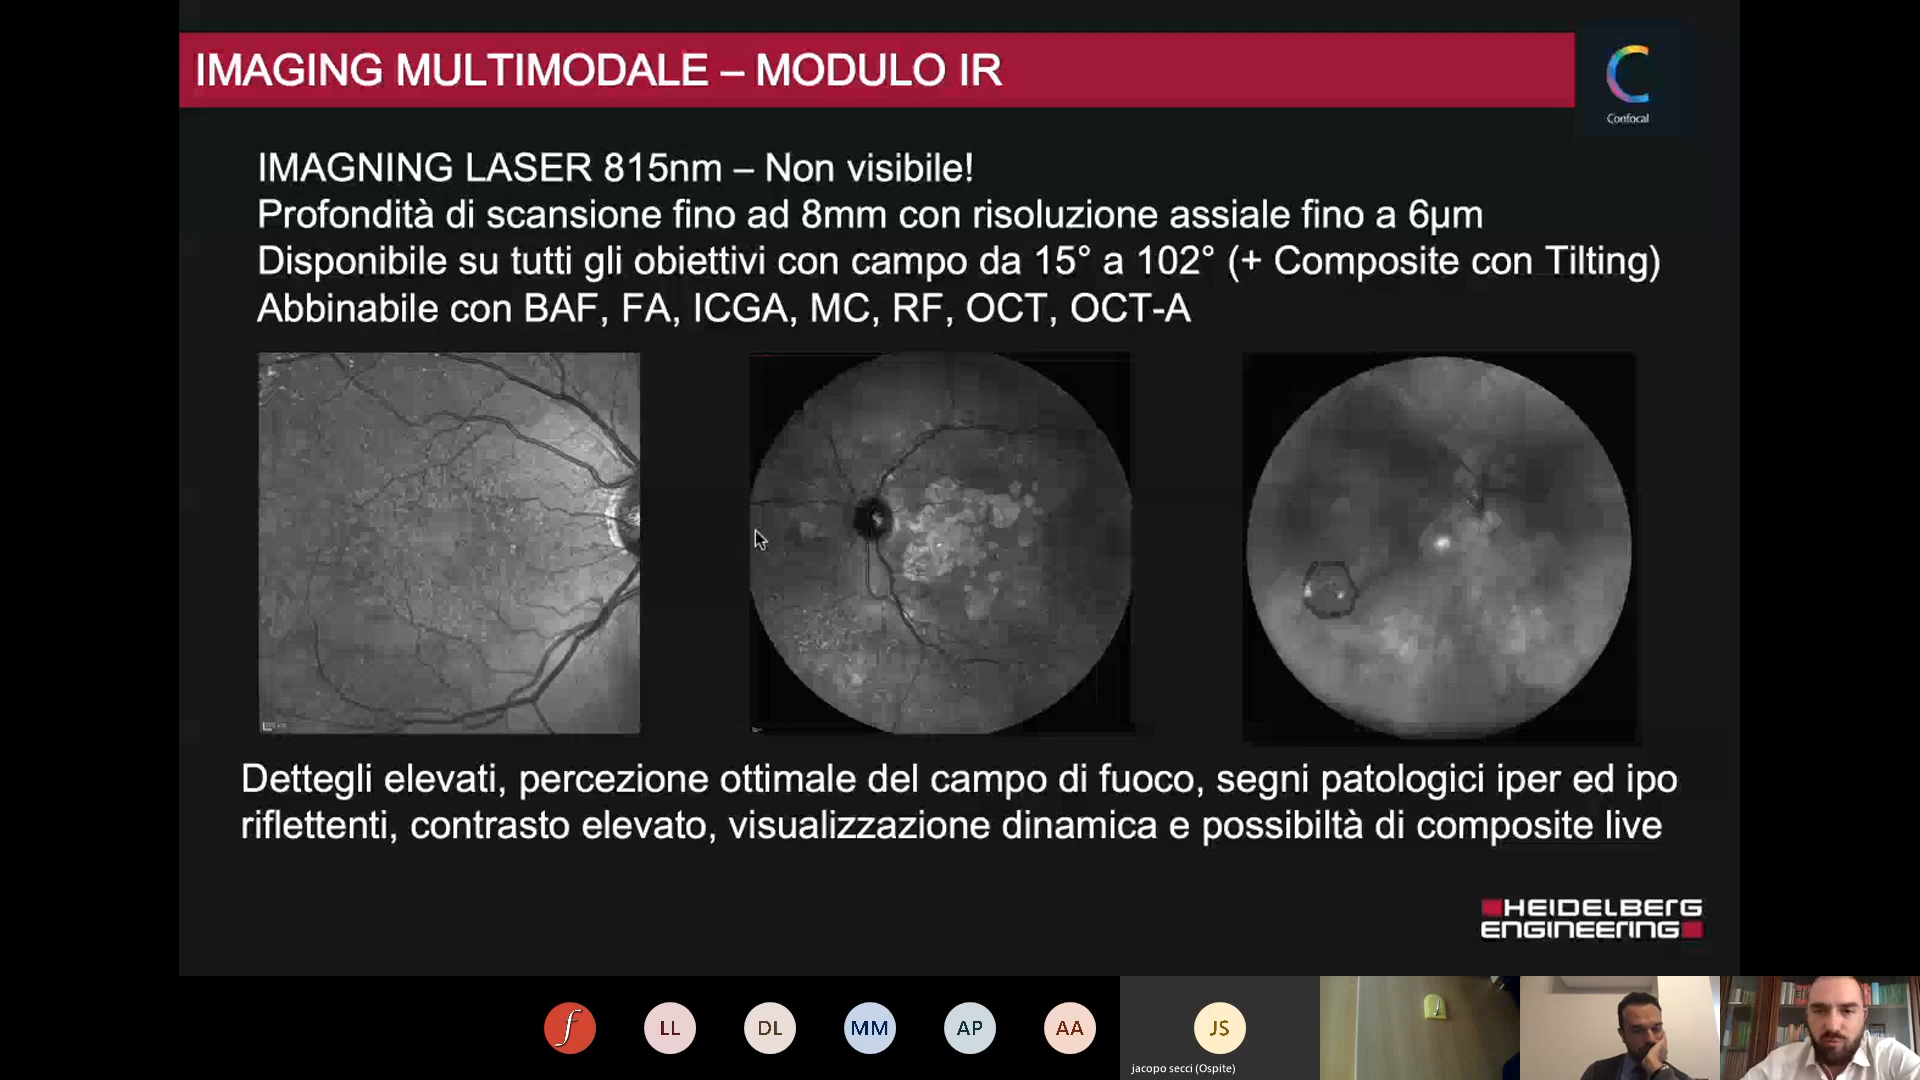 IMAGING MULTIMODALE – MODULO IR
Confocal
IMAGNING LASER 815nm – Non visibile!
Profondità di scansione fino ad 8mm con risoluzione assiale fino a 6µm
Disponibile su tutti gli obiettivi con campo da 15° a 102° (+ Composite con Tilting)
Abbinabile con BAF, FA, ICGA, MC, RF, OCT, OCT-A
Dettegli elevati, percezione ottimale del campo di fuoco, segni patologici iper ed ipo
riflettenti, contrasto elevato, visualizzazione dinamica e possibiltà di composite live
HEIDELBERG
ENGINEERING
f
LL
DL
MM
AP
AA
JS
jacopo secci (Ospite)